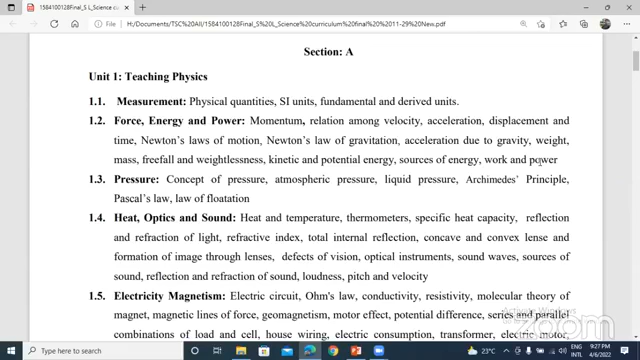 1584100128Final_S L_Science cu
File
H:/Documents/TSC%20All/1584100128Final_S%20L_Science%20curriculum%20final%20%2011-29%20New.pdf
Section: A
Unit 1: Teaching Physics
1.1. Measurement: Physical quantities, SI units, fundamental and derived units.
1.2. Force, Energy and Power: Momentum, relation among velocity, acceleration, displacement and
time, Newton's laws of motion, Newton's law of gravitation, acceleration due to gravity, weight,
mass, freefall and weightlessness, kinetic and potential energy, sources of energy, work and power
1.3. Pressure: Concept of pressure, atmospheric pressure, liquid pressure, Archimedes' Principle,
Pascal's law, law of floatation
1.4. Heat, Optics and Sound: Heat and temperature, thermometers, specific heat capacity, reflection
and refraction of light, refractive index, total internal reflection, concave and convex lense and
formation of image through lenses, defects of vision, optical instruments, sound waves, sources of
sound, reflection and refraction of sound, loudness, pitch and velocity
1.5. Electricity Magnetism: Electric circuit, Ohm's law, conductivity, resistivity, molecular theory of
magnet, magnetic lines of force, geomagnetism, motor effect, potential difference, series and parallel
combinations of load and cell, house wiring, electric consumption, transformer, electric motor,
Activate Windows
zoom
Type here to search
23°C
ENG
INTL
9:27 PM
4/6/2022